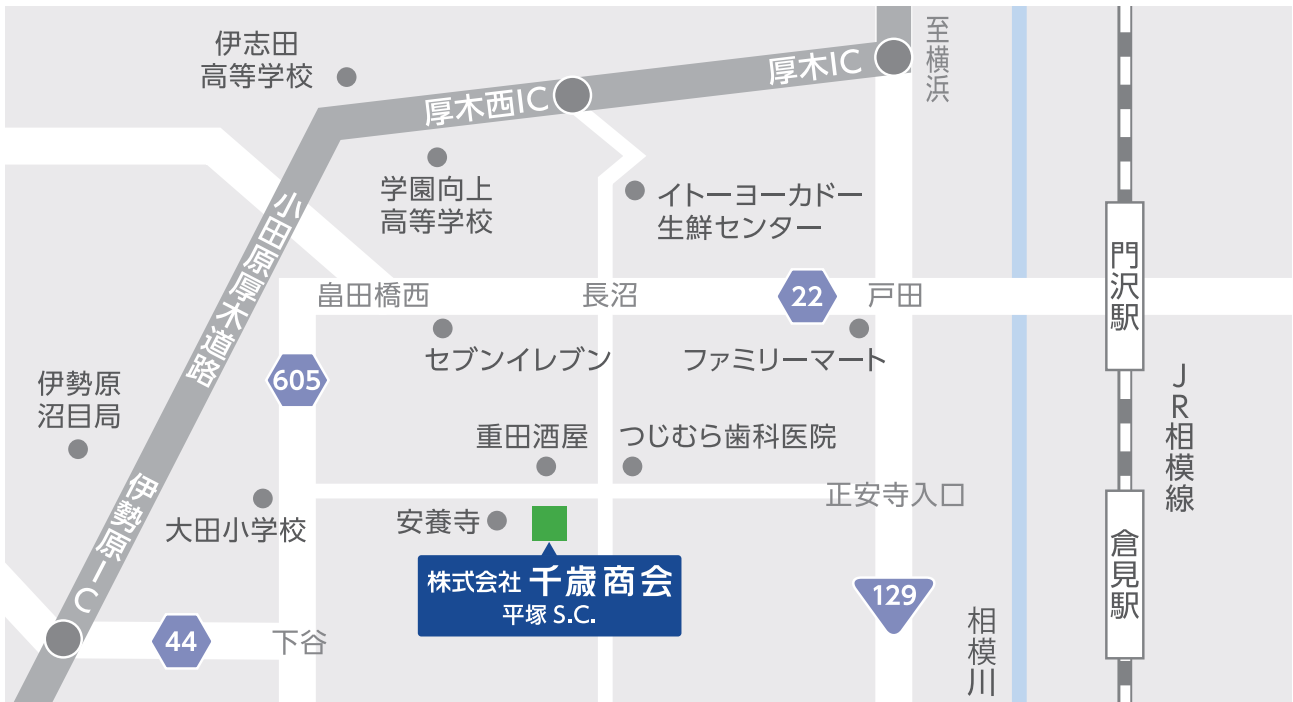 伊志田
高等学校
厚木西IC
厚木IC
至横浜
学園向上
高等学校
イトーヨーカドー
生鮮センター
小田原厚木道路
畠田橋西
長沼
22
戸田
門沢駅
セブンイレブン
ファミリーマート
605
伊勢原
沼目局
JR相模線
重田酒屋
つじむら歯科医院
正安寺入口
伊勢原IC
大田小学校
安養寺
倉見駅
株式会社 千歳商会
平塚 S.C.
129
44
下谷
相模川